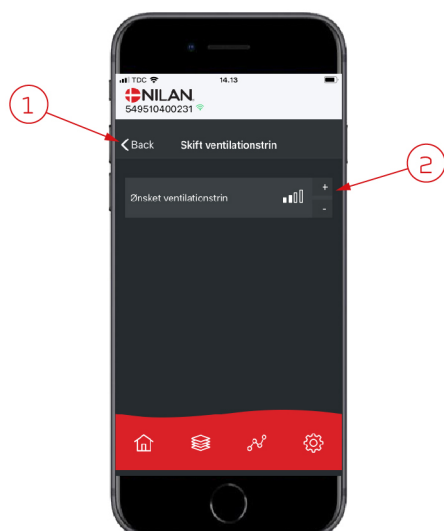 TDC 14.13
NILAN
549510400231
Back Skift ventilationstrin
Ønsket ventilationstrin
+
-
1
2